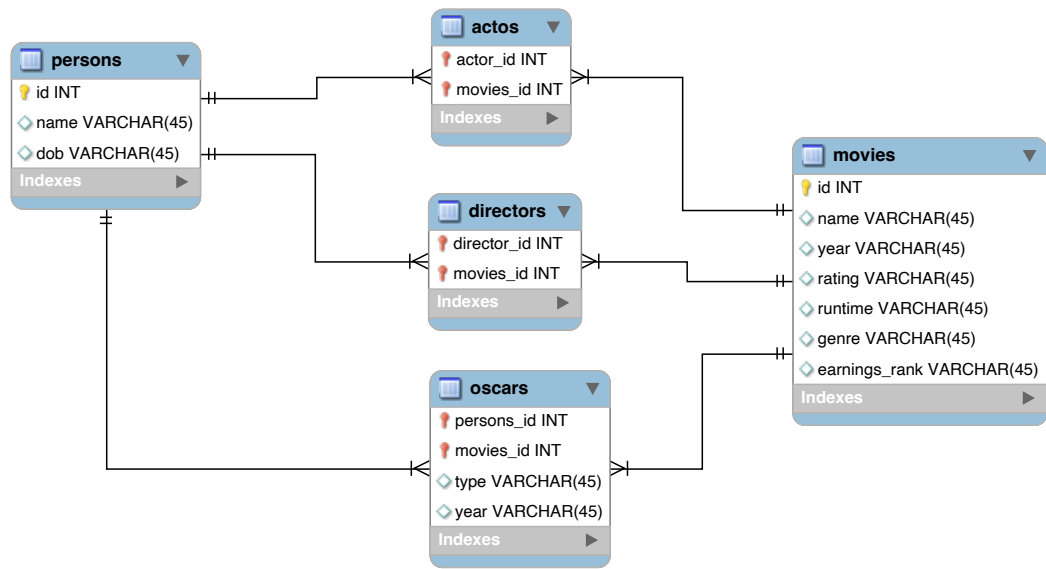 persons
id INT
name VARCHAR(45)
dob VARCHAR(45)
Indexes
actos
actor_id INT
movies_id INT
Indexes
directors
director_id INT
movies_id INT
Indexes
oscars
persons_id INT
movies_id INT
type VARCHAR(45)
year VARCHAR(45)
Indexes
movies
id INT
name VARCHAR(45)
year VARCHAR(45)
rating VARCHAR(45)
runtime VARCHAR(45)
genre VARCHAR(45)
earnings_rank VARCHAR(45)
Indexes